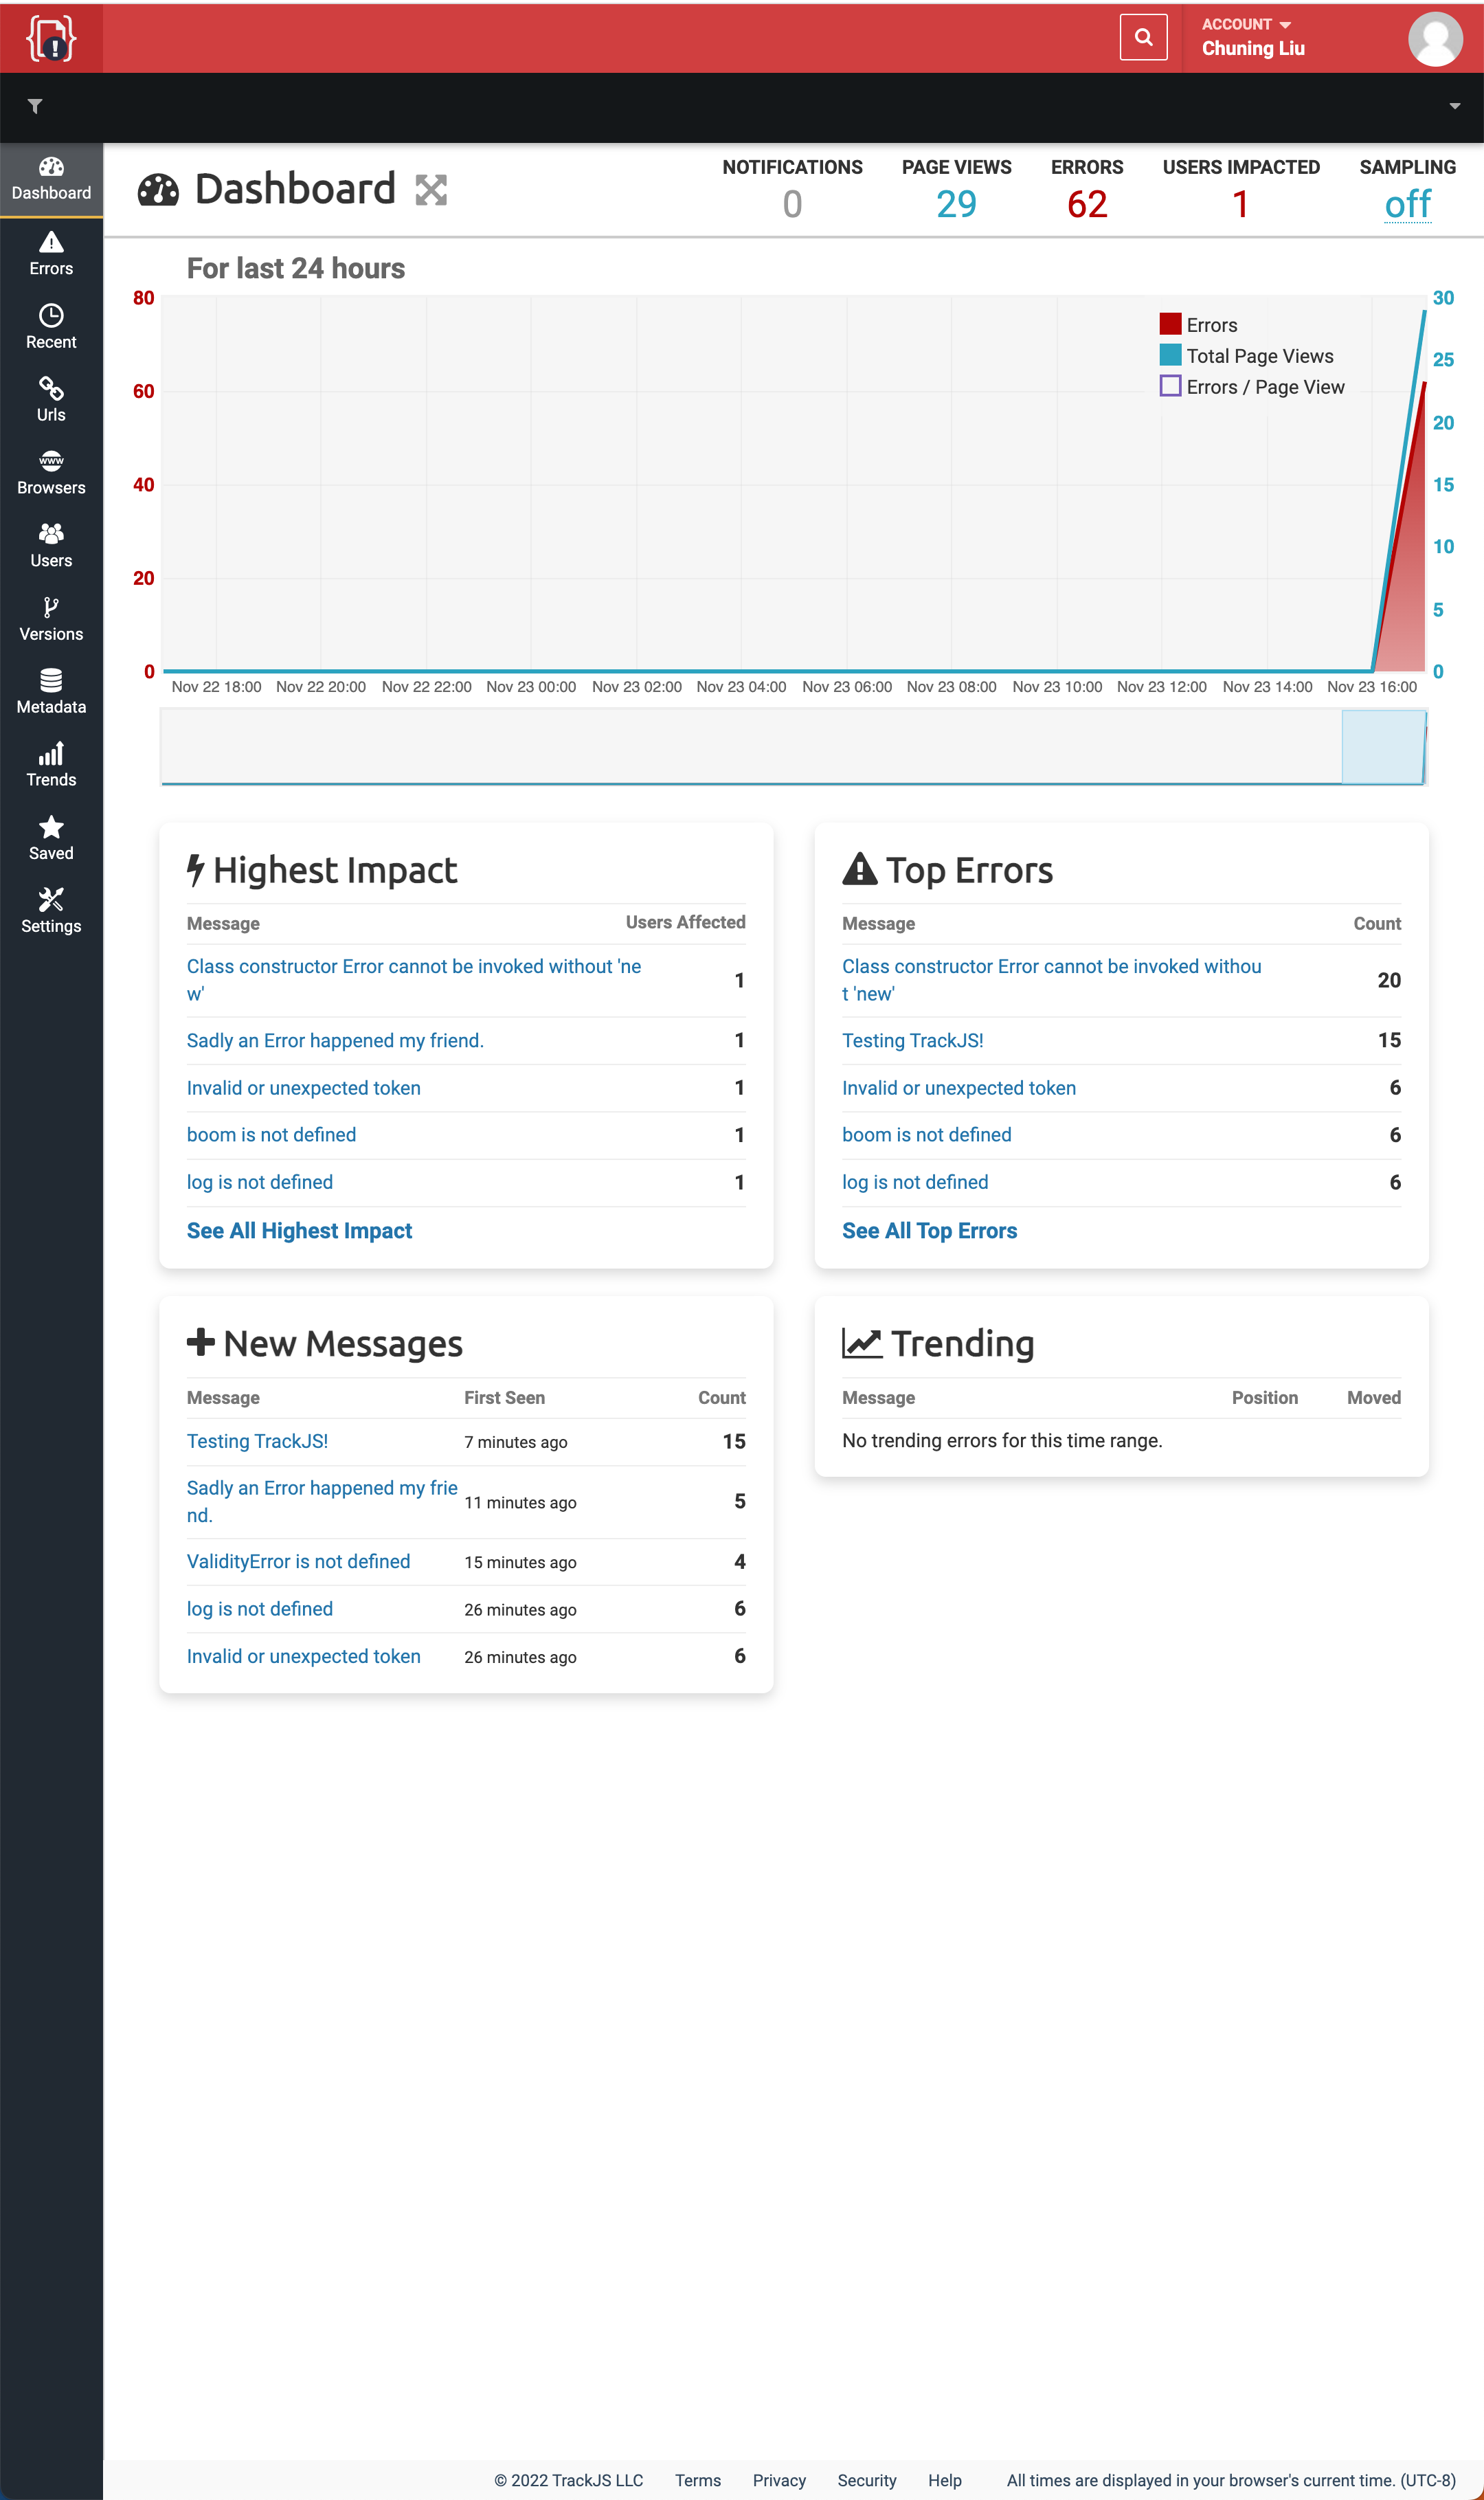 ACCOUNT
Chuning Liu
Dashboard
Errors
Recent
Urls
www
Browsers
Users
Versions
Metadata
Trends
Saved
Settings
Dashboard
NOTIFICATIONS
0
PAGE VIEWS
29
ERRORS
62
USERS IMPACTED
1
SAMPLING
off
For last 24 hours
80
60
40
20
0
Errors
Total Page Views
Errors / Page View
30
25
20
15
10
5
0
Nov 22 18:00 Nov 22 20:00 Nov 22 22:00 Nov 23 00:00 Nov 23 02:00 Nov 23 04:00 Nov 23 06:00 Nov 23 08:00 Nov 23 10:00 Nov 23 12:00 Nov 23 14:00 Nov 23 16:00
Highest Impact
Message Users Affected
Class constructor Error cannot be invoked without 'ne
w'
1
Sadly an Error happened my friend. 1
Invalid or unexpected token 1
boom is not defined 1
log is not defined 1
See All Highest Impact
Top Errors
Message Count
Class constructor Error cannot be invoked withou
t 'new'
20
Testing TrackJS! 15
Invalid or unexpected token 6
boom is not defined 6
log is not defined 6
See All Top Errors
New Messages
Message First Seen Count
Testing TrackJS! 7 minutes ago 15
Sadly an Error happened my frie
nd.
11 minutes ago 5
ValidityError is not defined 15 minutes ago 4
log is not defined 26 minutes ago 6
Invalid or unexpected token 26 minutes ago 6
Trending
Message Position Moved
No trending errors for this time range.
© 2022 TrackJS LLC Terms Privacy Security Help All times are displayed in your browser's current time. (UTC-8)